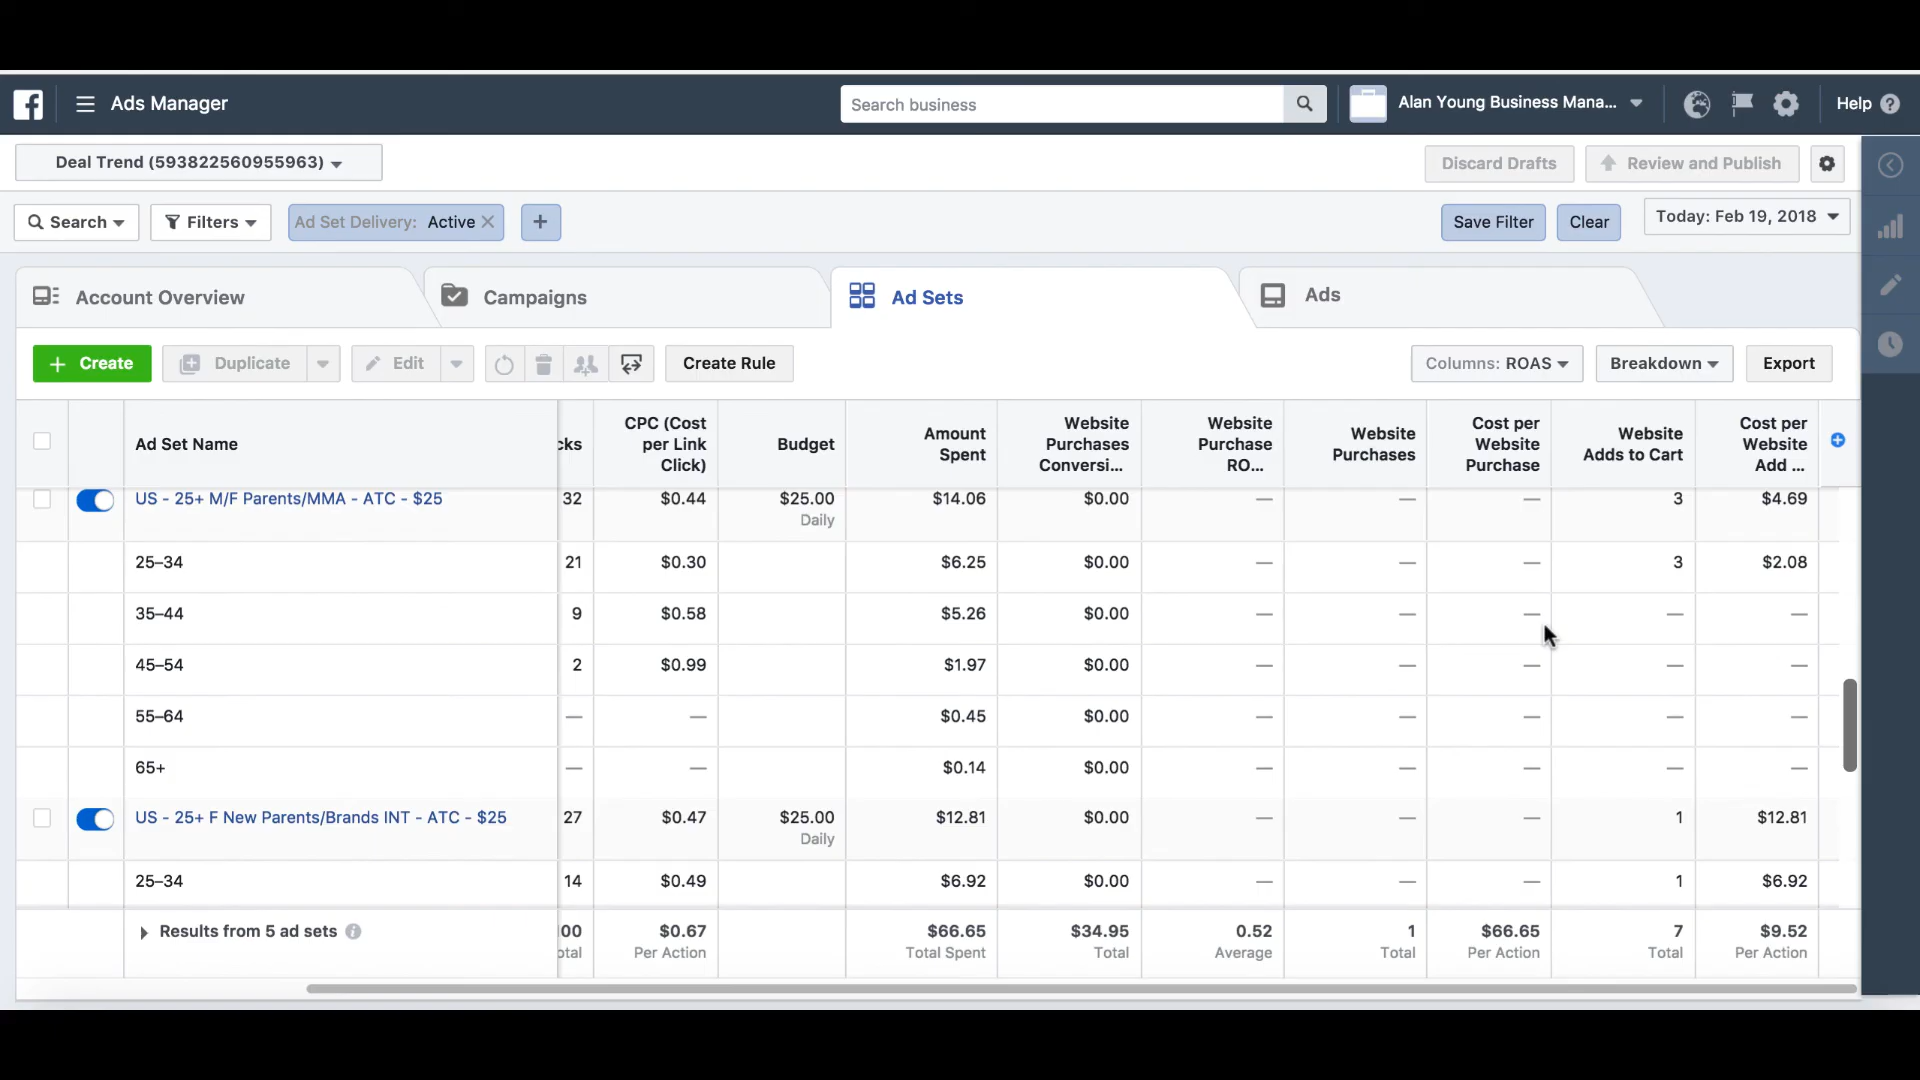 Ads Manager
Search business
Alan Young Business Mana...
Help
Deal Trend (593822560955963)
Discard Drafts
Review and Publish
Search
Filters
Ad Set Delivery: Active
Save Filter
Clear
Today: Feb 19, 2018
Account Overview
Campaigns
Ad Sets
Ads
+ Create
Duplicate
Edit
Create Rule
Columns: ROAS
Breakdown
Export
Ad Set Name
cks
CPC (Cost per Link Click)
Budget
Amount Spent
Website Purchases Conversi...
Website Purchase RO...
Website Purchases
Cost per Website Purchase
Website Adds to Cart
Cost per Website Add ...
US - 25+ M/F Parents/MMA - ATC - $25 32 $0.44 $25.00 $14.06 $0.00 — — — 3 $4.69
Daily
25–34 21 $0.30 $6.25 $0.00 — — — 3 $2.08
35–44 9 $0.58 $5.26 $0.00 — — — — —
45–54 2 $0.99 $1.97 $0.00 — — — — —
55–64 — — $0.45 $0.00 — — — — —
65+ — — $0.14 $0.00 — — — — —
US - 25+ F New Parents/Brands INT - ATC - $25 27 $0.47 $25.00 $12.81 $0.00 — — — 1 $12.81
Daily
25–34 14 $0.49 $6.92 $0.00 — — — 1 $6.92
Results from 5 ad sets 00 $0.67 $66.65 $34.95 0.52 1 $66.65 7 $9.52
otal Per Action Total Spent Total Average Total Per Action Total Per Action